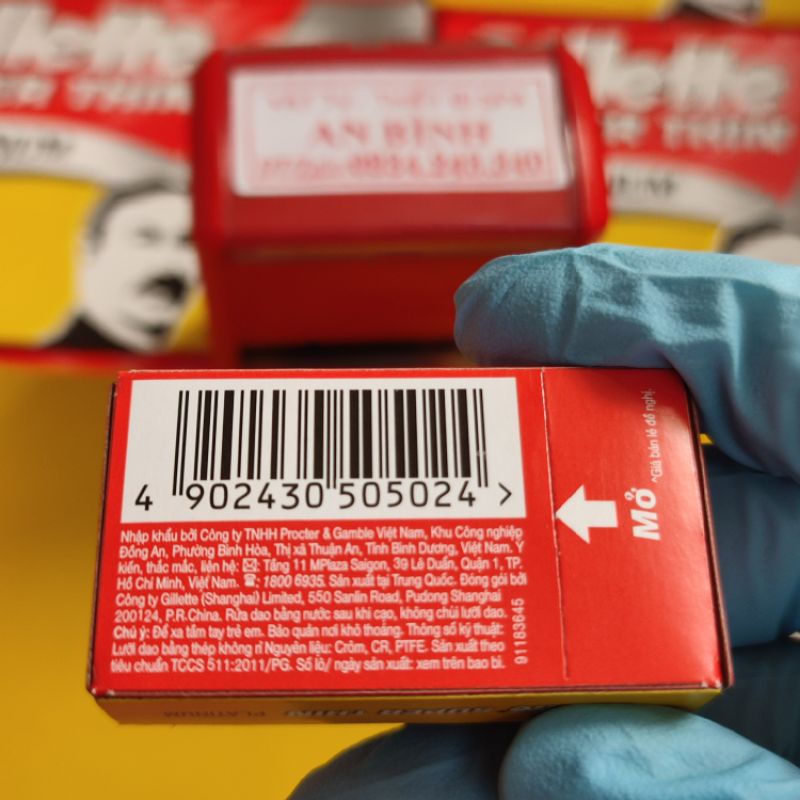 AN BÌNH
4 902430 505024 >
Nhập khẩu bởi Công ty TNHH Procter & Gamble Việt Nam, Khu Công nghiệp
Đồng An, Phường Bình Hòa, Thị xã Thuận An, Tỉnh Bình Dương, Việt Nam. Ý
kiến, thắc mắc, liên hệ: Tầng 11 MPlaza Saigon, 39 Lê Duẩn, Quận 1, TP.
Hồ Chí Minh, Việt Nam. : 1800 6935. Sản xuất tại Trung Quốc. Đóng gói bởi
Công ty Gillette (Shanghai) Limited, 550 Sanlin Road, Pudong Shanghai
200124, P.R.China. Rửa dao bằng nước sau khi cạo, không chùi lưỡi dao.
Chú ý: Để xa tầm tay trẻ em. Bảo quản nơi khô thoáng. Thông số kỹ thuật:
Lưỡi dao bằng thép không rỉ Nguyên liệu: Crôm, CR, PTFE. Sản xuất theo
tiêu chuẩn TCCS 511:2011/PG. Số lô/ ngày sản xuất: xem trên bao bì.
91183645
Mở
^Giá bán lẻ đề nghị.
PLATINUM